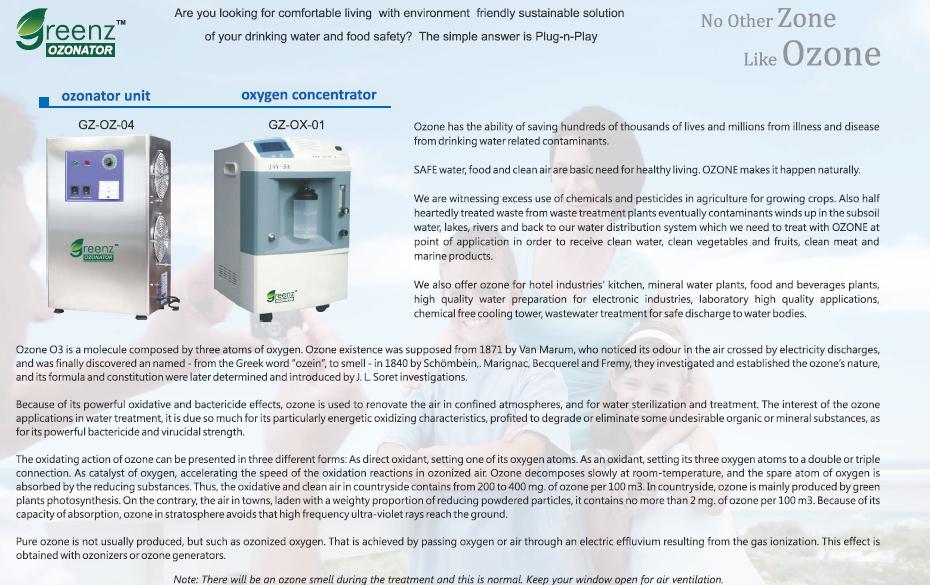 Greenz™
OZONATOR
Are you looking for comfortable living with environment friendly sustainable solution
of your drinking water and food safety? The simple answer is Plug-n-Play
No Other Zone
Like Ozone
ozonator unit
oxygen concentrator
GZ-OZ-04
GZ-OX-01
JAY-5A
Greenz™
OZONATOR
Greenz™
OZONATOR
Ozone has the ability of saving hundreds of thousands of lives and millions from illness and disease
from drinking water related contaminants.
SAFE water, food and clean air are basic need for healthy living. OZONE makes it happen naturally.
We are witnessing excess use of chemicals and pesticides in agriculture for growing crops. Also half
heartedly treated waste from waste treatment plants eventually contaminants winds up in the subsoil
water, lakes, rivers and back to our water distribution system which we need to treat with OZONE at
point of application in order to receive clean water, clean vegetables and fruits, clean meat and
marine products.
We also offer ozone for hotel industries' kitchen, mineral water plants, food and beverages plants,
high quality water preparation for electronic industries, laboratory high quality applications,
chemical free cooling tower, wastewater treatment for safe discharge to water bodies.
Ozone O3 is a molecule composed by three atoms of oxygen. Ozone existence was supposed from 1871 by Van Marum, who noticed its odour in the air crossed by electricity discharges,
and was finally discovered an named - from the Greek word "ozein", to smell - in 1840 by Schömbein,. Marignac, Becquerel and Fremy, they investigated and established the ozone's nature,
and its formula and constitution were later determined and introduced by J. L. Soret investigations.
Because of its powerful oxidative and bactericide effects, ozone is used to renovate the air in confined atmospheres, and for water sterilization and treatment. The interest of the ozone
applications in water treatment, it is due so much for its particularly energetic oxidizing characteristics, profited to degrade or eliminate some undesirable organic or mineral substances, as
for its powerful bactericide and virucidal strength.
The oxidating action of ozone can be presented in three different forms: As direct oxidant, setting one of its oxygen atoms. As an oxidant, setting its three oxygen atoms to a double or triple
connection. As catalyst of oxygen, accelerating the speed of the oxidation reactions in ozonized air. Ozone decomposes slowly at room-temperature, and the spare atom of oxygen is
absorbed by the reducing substances. Thus, the oxidative and clean air in countryside contains from 200 to 400 mg. of ozone per 100 m3. In countryside, ozone is mainly produced by green
plants photosynthesis. On the contrary, the air in towns, laden with a weighty proportion of reducing powdered particles, it contains no more than 2 mg. of ozone per 100 m3. Because of its
capacity of absorption, ozone in stratosphere avoids that high frequency ultra-violet rays reach the ground.
Pure ozone is not usually produced, but such as ozonized oxygen. That is achieved by passing oxygen or air through an electric effluvium resulting from the gas ionization. This effect is
obtained with ozonizers or ozone generators.
Note: There will be an ozone smell during the treatment and this is normal. Keep your window open for air ventilation.